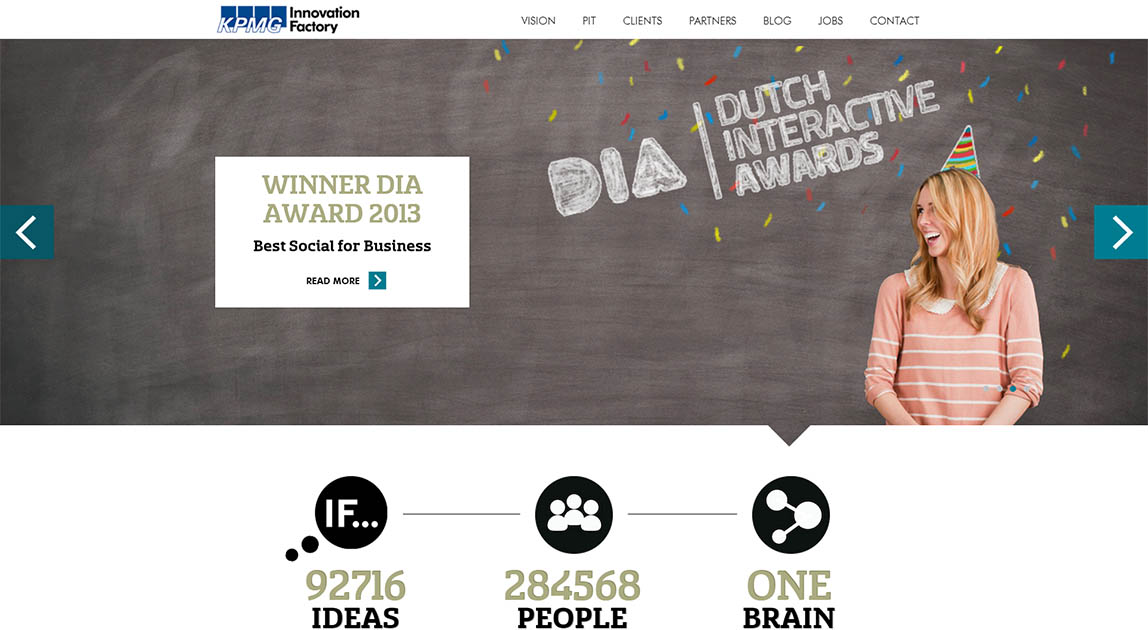 KPMG Innovation
Factory
VISION PIT CLIENTS PARTNERS BLOG JOBS CONTACT
DIA | DUTCH
INTERACTIVE
AWARDS
WINNER DIA
AWARD 2013
Best Social for Business
READ MORE
IF...
92716
IDEAS
284568
PEOPLE
ONE
BRAIN